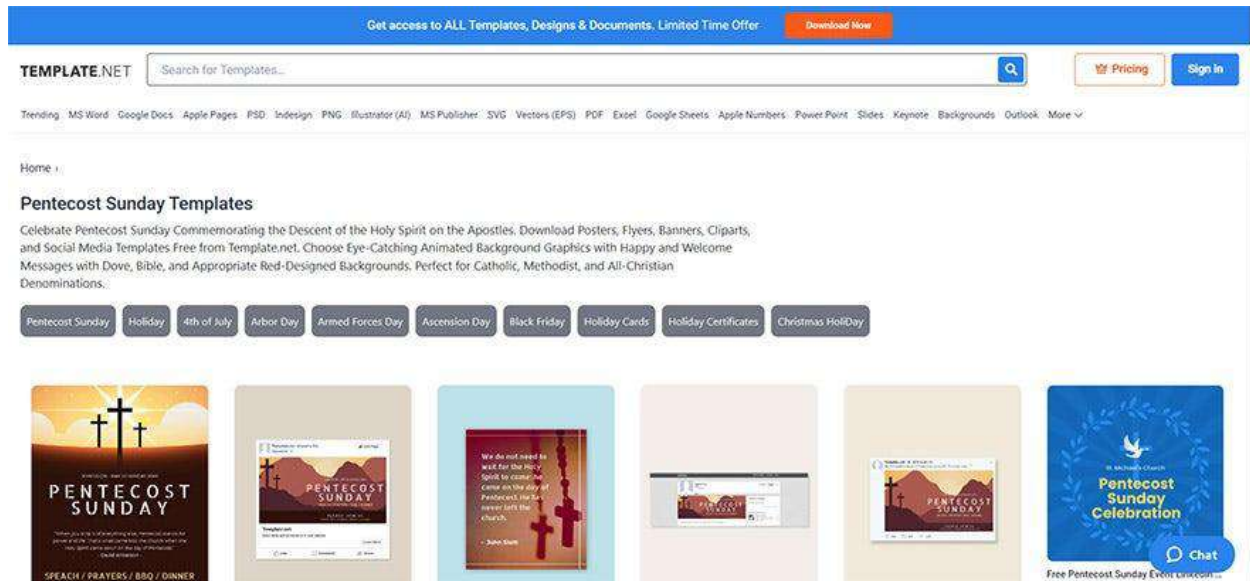 Get access to ALL Templates, Designs & Documents. Limited Time Offer
Download Now
TEMPLATE.NET
Search for Templates...
Pricing
Sign in
Trending MS Word Google Docs Apple Pages PSD Indesign PNG Illustrator (AI) MS Publisher SVG Vectors (EPS) PDF Excel Google Sheets Apple Numbers Power Point Slides Keynote Backgrounds Outlook More
Home ›
Pentecost Sunday Templates
Celebrate Pentecost Sunday Commemorating the Descent of the Holy Spirit on the Apostles. Download Posters, Flyers, Banners, Cliparts,
and Social Media Templates Free from Template.net. Choose Eye-Catching Animated Background Graphics with Happy and Welcome
Messages with Dove, Bible, and Appropriate Red-Designed Backgrounds. Perfect for Catholic, Methodist, and All-Christian
Denominations.
Pentecost Sunday Holiday 4th of July Arbor Day Armed Forces Day Ascension Day Black Friday Holiday Cards Holiday Certificates Christmas HoliDay
PENTECOST
SUNDAY
SPEACH / PRAYERS / BBQ / DINNER
PENTECOST
SUNDAY
We do not need to
wait for the Holy
Spirit to come: he
came on the day of
Pentecost. He has
never left the
church.
- John Stott
PENTECOST
SUNDAY
St. Michael's Church
Pentecost
Sunday
Celebration
Free Pentecost Sunday Event LinkedIn ...
Chat